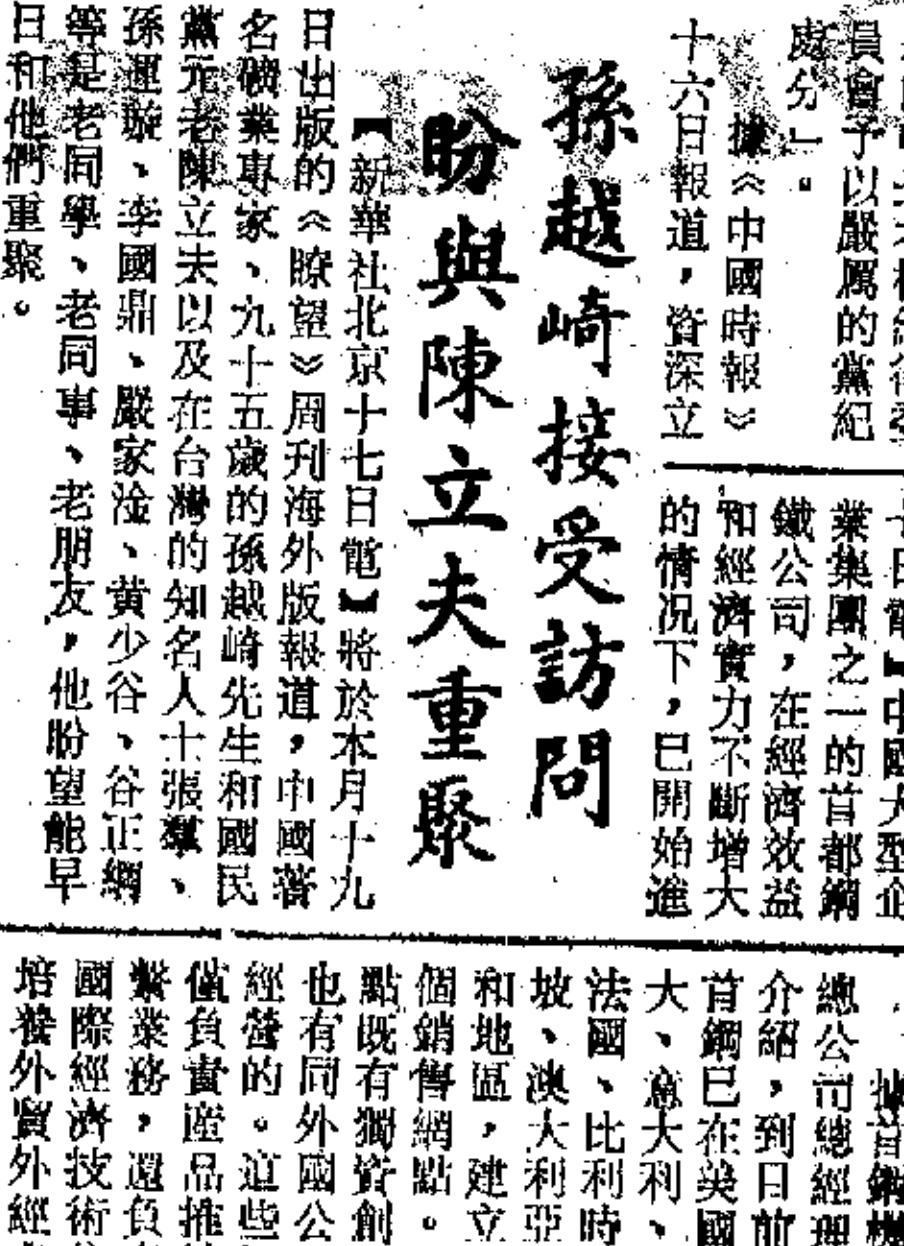 員會予以嚴厲的黨紀
處分」。
據《中國時報》
十六日報道，資深立
孫越崎接受訪問
盼與陳立夫重聚
【新華社北京十七日電】將於本月十九
日出版的《瞭望》周刊海外版報道，中國著
名礦業專家、九十五歲的孫越崎先生和國民
黨元老陳立夫以及在台灣的知名人士張羣、
孫運璇、李國鼎、嚴家淦、黃少谷、谷正綱
等是老同學、老同事、老朋友，他盼望能早
日和他們重聚。
日電】中國大型企
業集團之一的首都鋼
鐵公司，在經濟效益
和經濟實力不斷增大
的情況下，已開始進
據首鋼機
總公司總經理
介紹，到日前
首鋼已在美國
大、意大利、
法國、比利時
坡、澳大利亞
和地區，建立
個銷售網點。
點既有獨資創
也有同外國公
經營的。這些
僅負責産品推
繫業務，還負
國際經濟技術
培養外貿外經